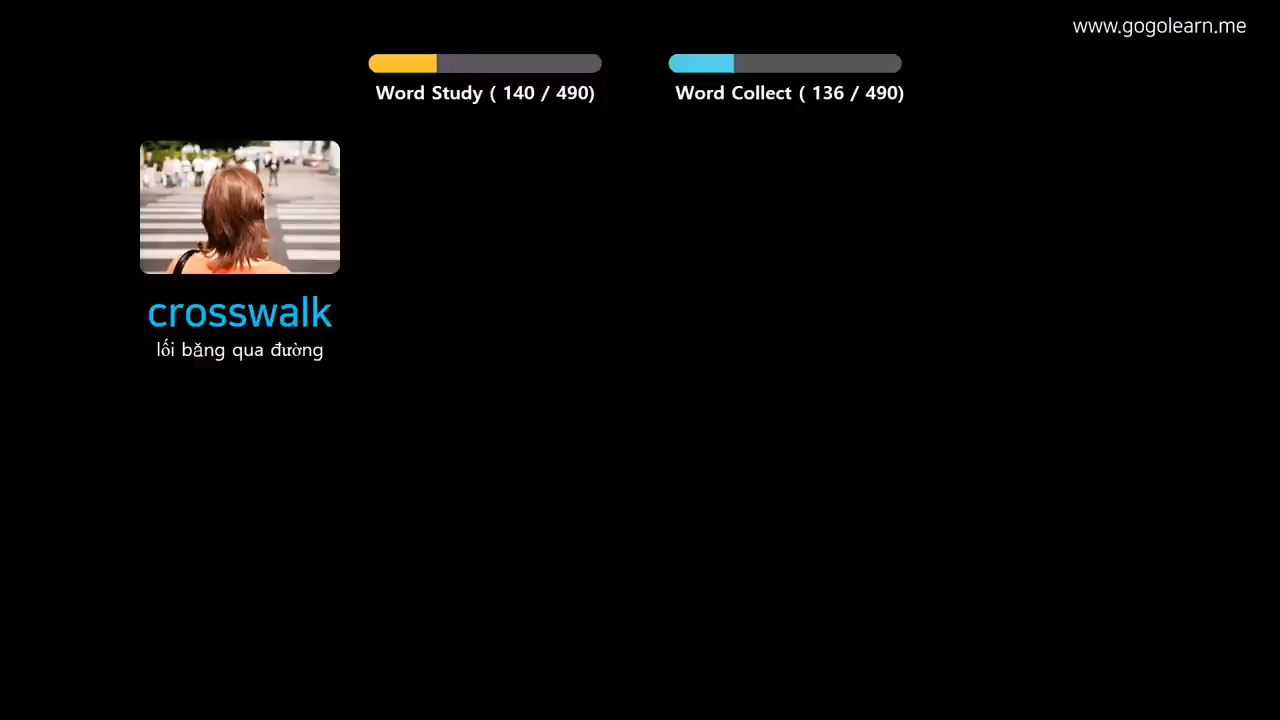 www.gogolearn.me
Word Study ( 140 / 490)
Word Collect ( 136 / 490)
crosswalk
lối băng qua đường